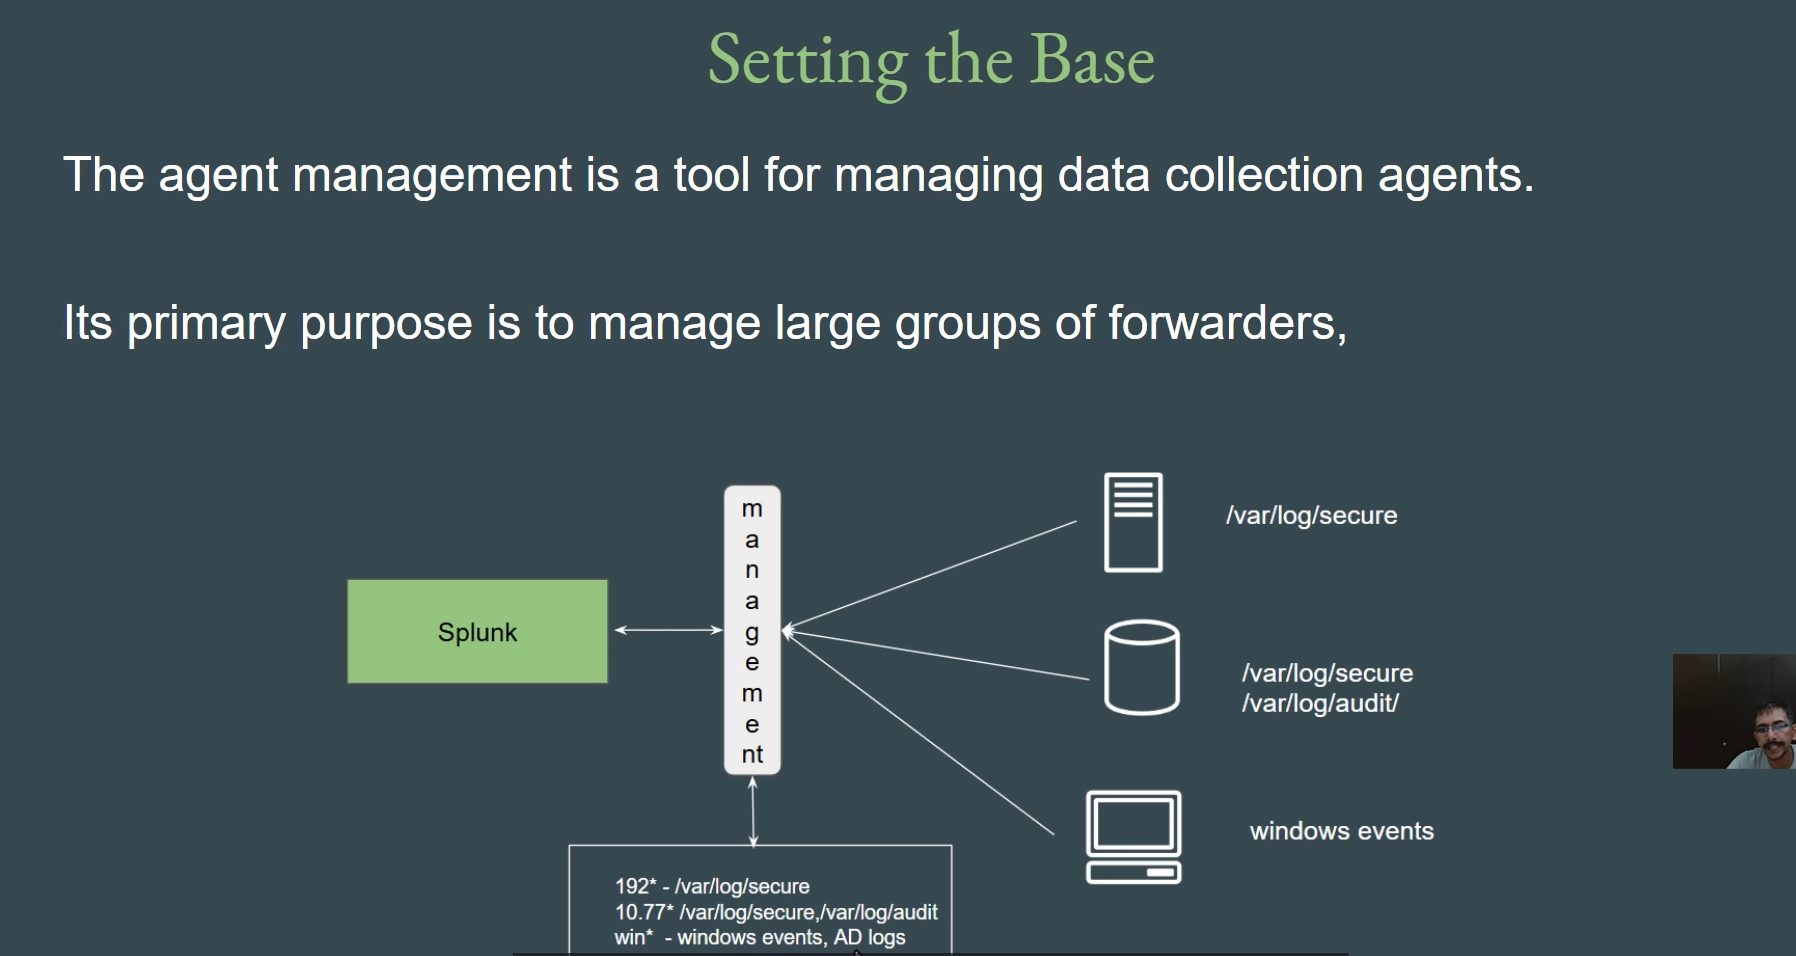 Setting the Base
The agent management is a tool for managing data collection agents.
Its primary purpose is to manage large groups of forwarders,
Splunk
m
a
n
a
g
e
m
e
nt
/var/log/secure
/var/log/secure
/var/log/audit/
windows events
192* - /var/log/secure
10.77* /var/log/secure,/var/log/audit
win*  - windows events, AD logs